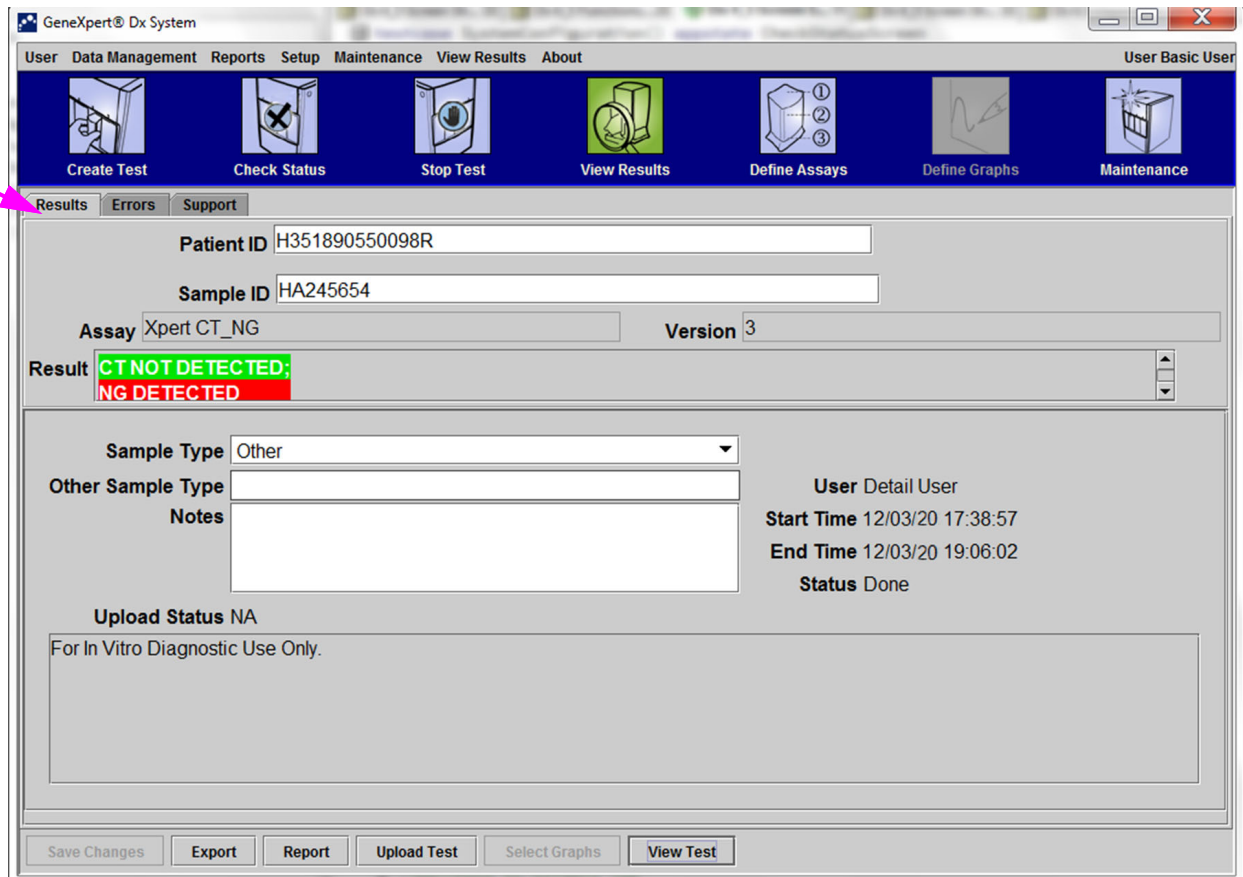 GeneXpert® Dx System
User Data Management Reports Setup Maintenance View Results About User Basic User
Create Test Check Status Stop Test View Results Define Assays Define Graphs Maintenance
Results Errors Support
Patient ID H351890550098R
Sample ID HA245654
Assay Xpert CT_NG Version 3
Result CT NOT DETECTED;
NG DETECTED
Sample Type Other
Other Sample Type
User Detail User
Notes
Start Time 12/03/20 17:38:57
End Time 12/03/20 19:06:02
Status Done
Upload Status NA
For In Vitro Diagnostic Use Only.
Save Changes Export Report Upload Test Select Graphs View Test